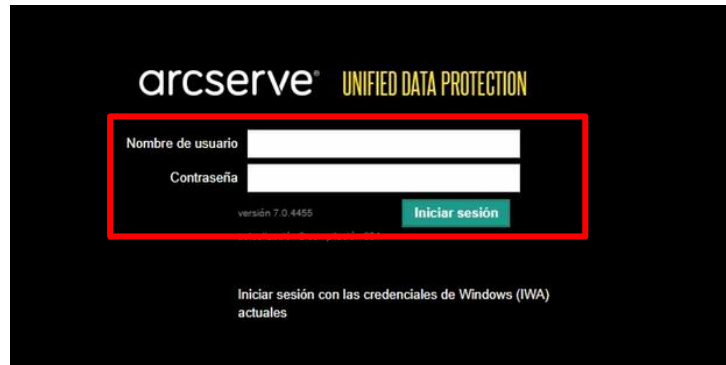 arcserve® UNIFIED DATA PROTECTION
Nombre de usuario
Contraseña
versión 7.0.4455
Iniciar sesión
Iniciar sesión con las credenciales de Windows (IWA)
actuales